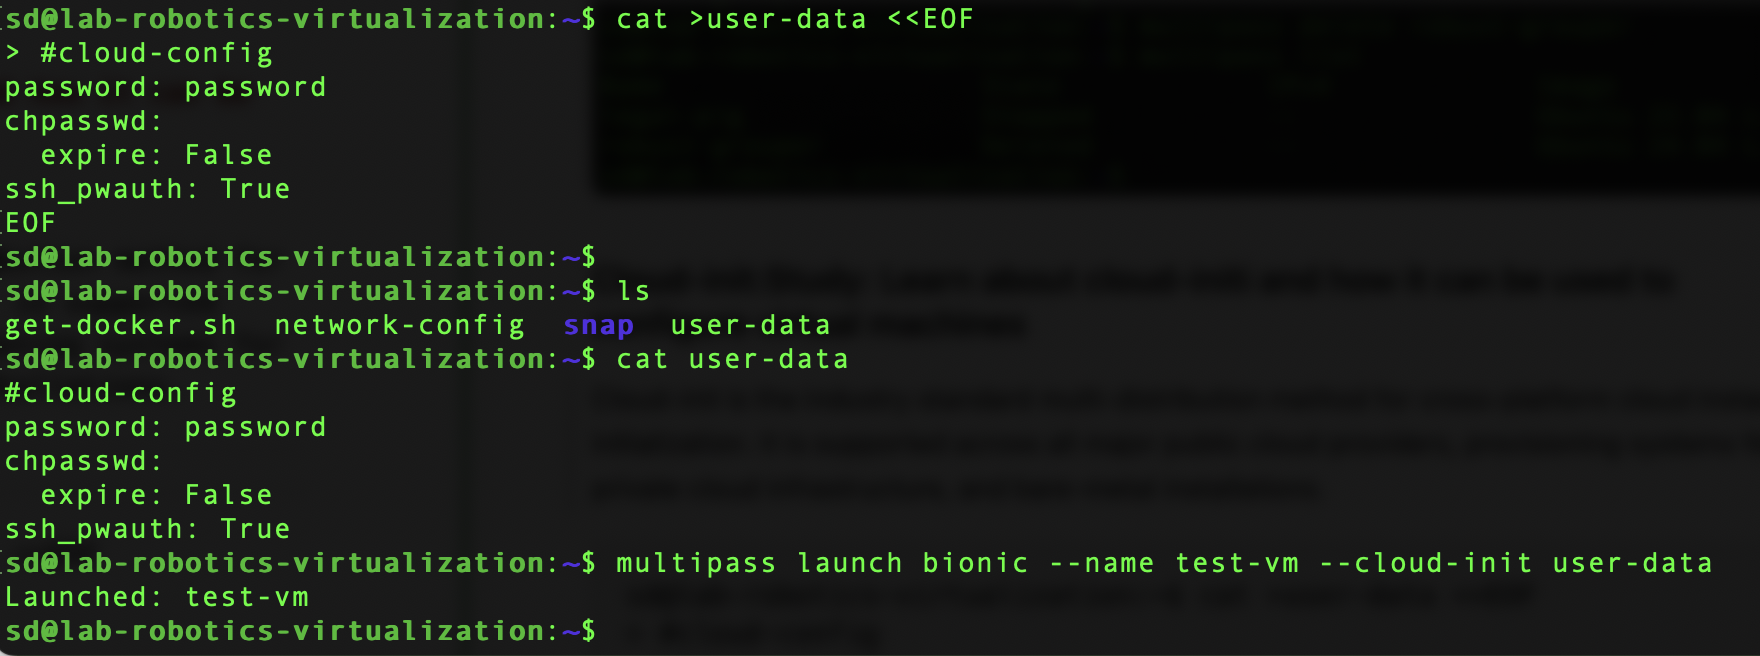 sd@lab-robotics-virtualization:~$ cat >user-data <<EOF
> #cloud-config
password: password
chpasswd:
  expire: False
ssh_pwauth: True
EOF
sd@lab-robotics-virtualization:~$
sd@lab-robotics-virtualization:~$ ls
get-docker.sh  network-config  snap  user-data
sd@lab-robotics-virtualization:~$ cat user-data
#cloud-config
password: password
chpasswd:
  expire: False
ssh_pwauth: True
sd@lab-robotics-virtualization:~$ multipass launch bionic --name test-vm --cloud-init user-data
Launched: test-vm
sd@lab-robotics-virtualization:~$